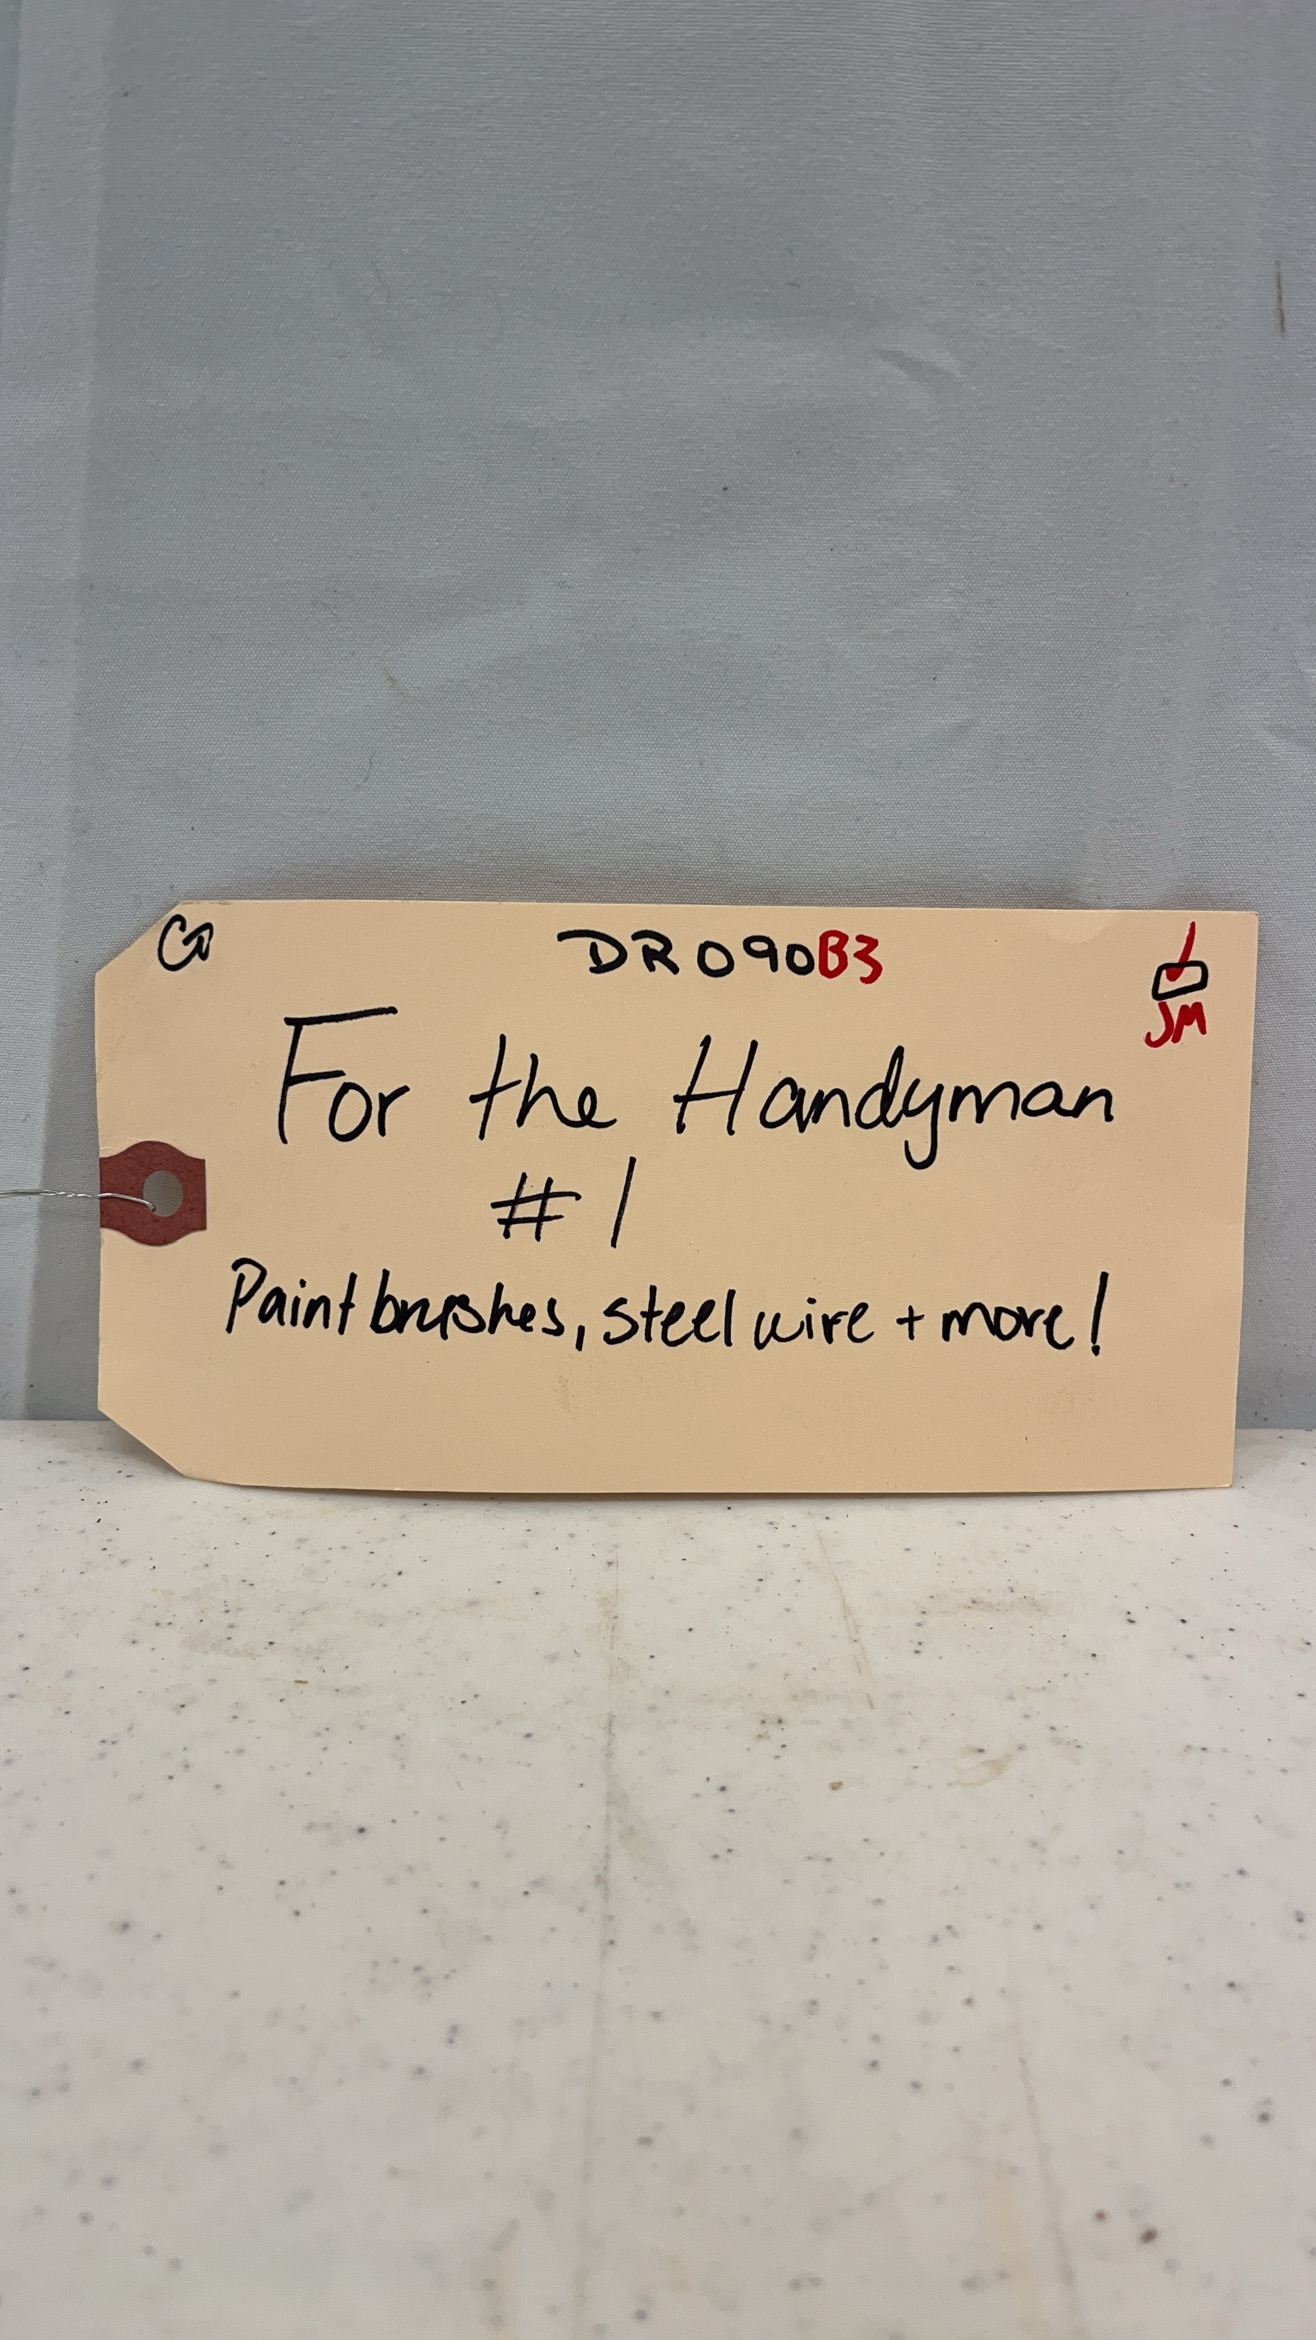 DR090B3
JM
For the Handyman
#1
Paint brushes, steel wire + more!